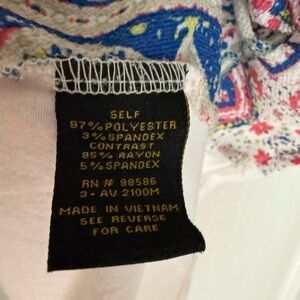 SELF
97% POLYESTER
3% SPANDEX
CONTRAST
95% RAYON
5% SPANDEX
RN # 98586
3 - AV 2100M
MADE IN VIETNAM
SEE REVERSE
FOR CARE